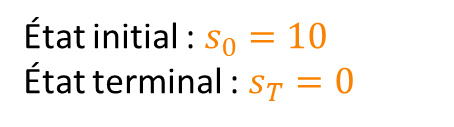 État initial : s₀ = 10
État terminal : s_T = 0